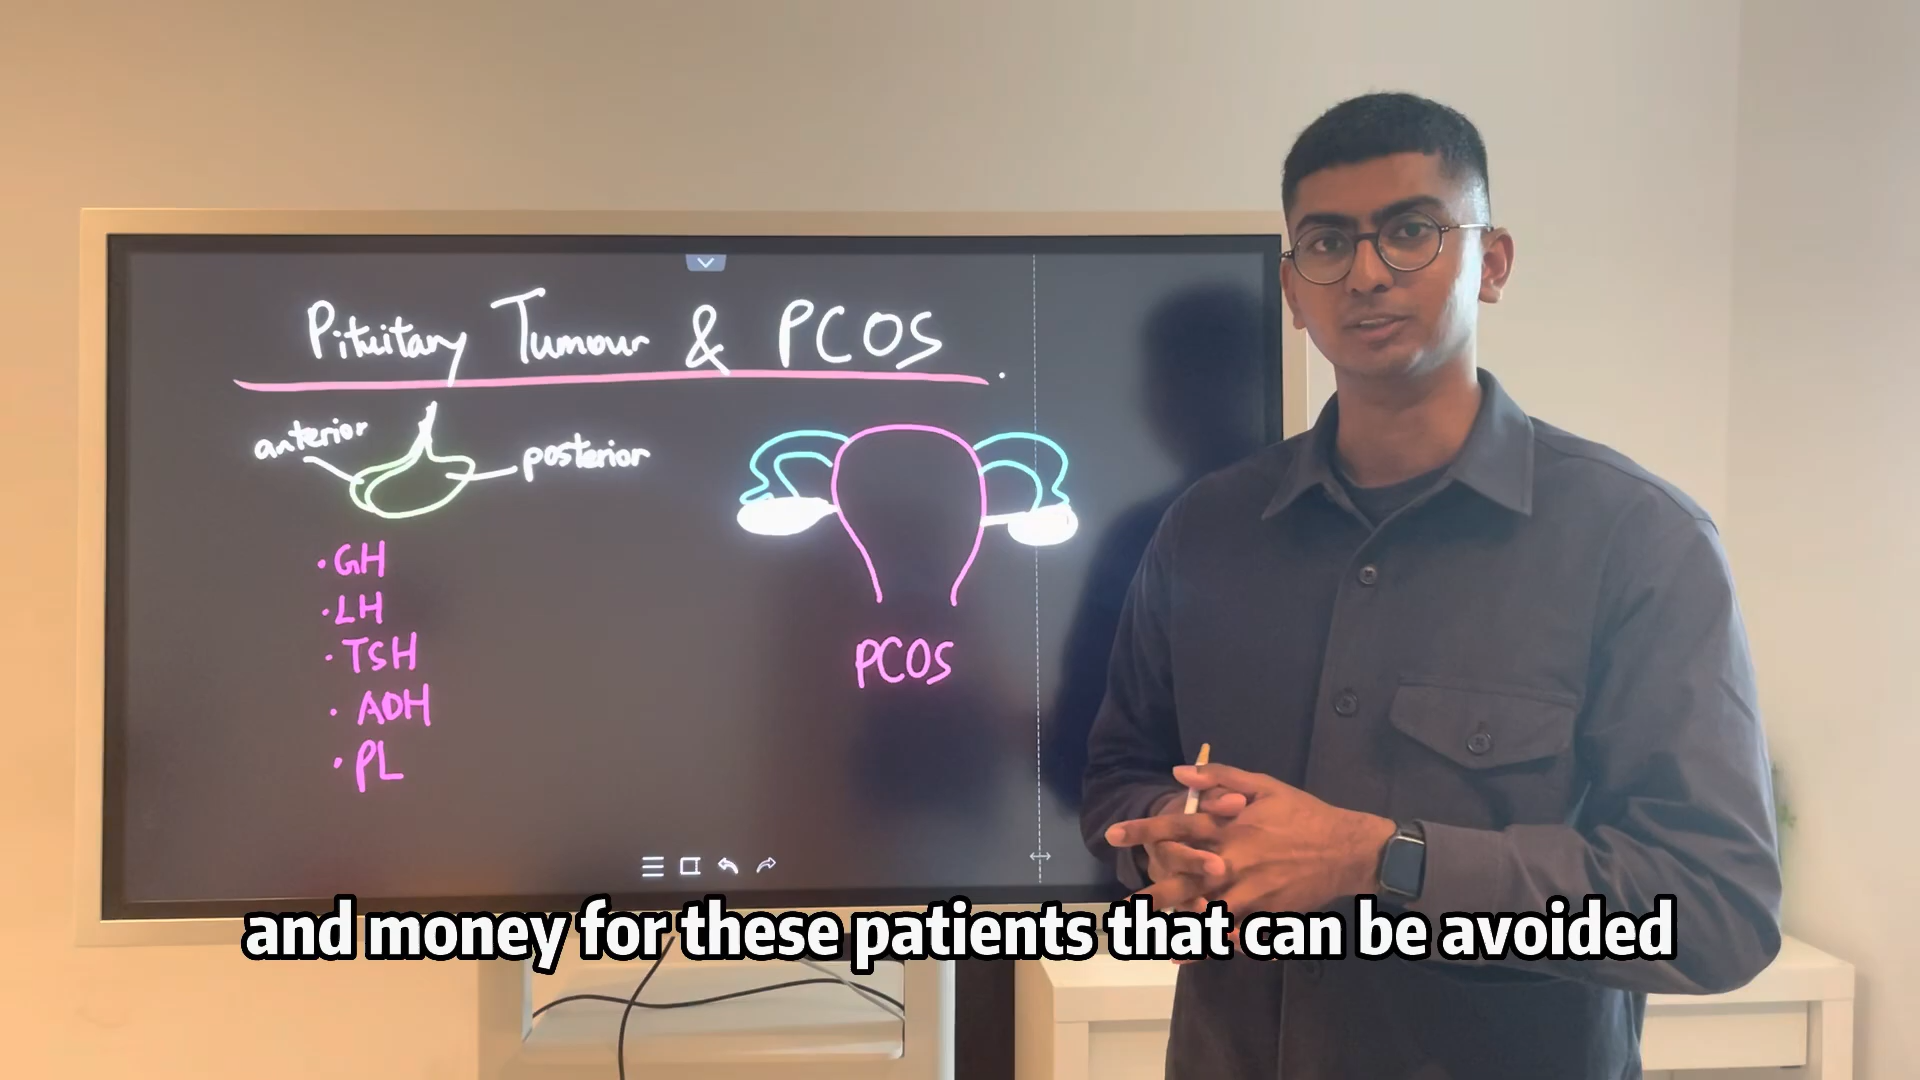 Pituitary Tumour & PCOS
anterior
posterior
• GH
• LH
• TSH
• ADH
• PL
PCOS
and money for these patients that can be avoided